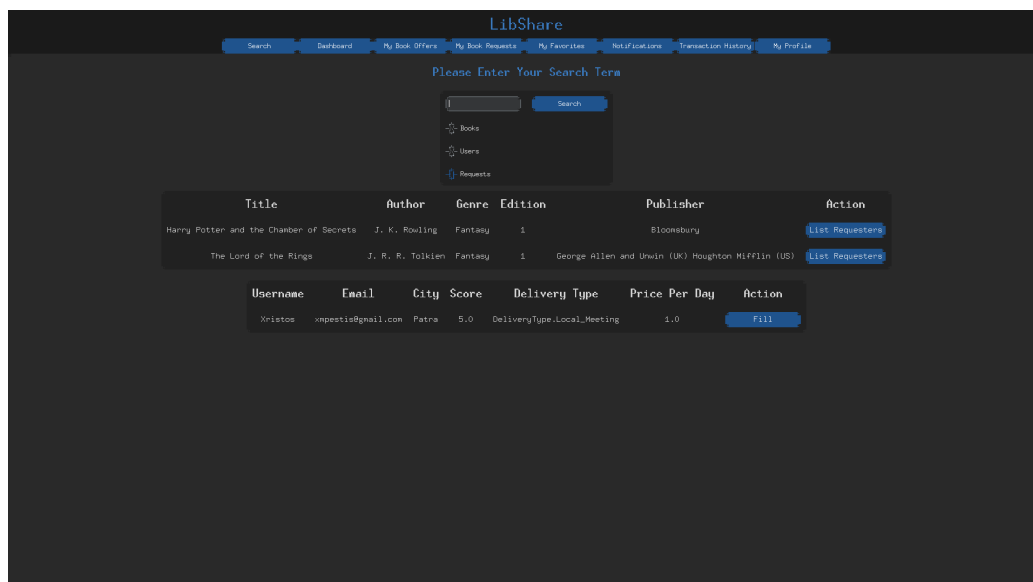 LibShare
Search Dashboard My Book Offers My Book Requests My Favorites Notifications Transaction History My Profile
Please Enter Your Search Term
Search
Books
Users
Requests
Title Author Genre Edition Publisher Action
Harry Potter and the Chamber of Secrets J. K. Rowling Fantasy 1 Bloomsbury List Requesters
The Lord of the Rings J. R. R. Tolkien Fantasy 1 George Allen and Unwin (UK) Houghton Mifflin (US) List Requesters
Username Email City Score Delivery Type Price Per Day Action
Xristos xmpestis@gmail.com Patra 5.0 DeliveryType.Local_Meeting 1.0 Fill